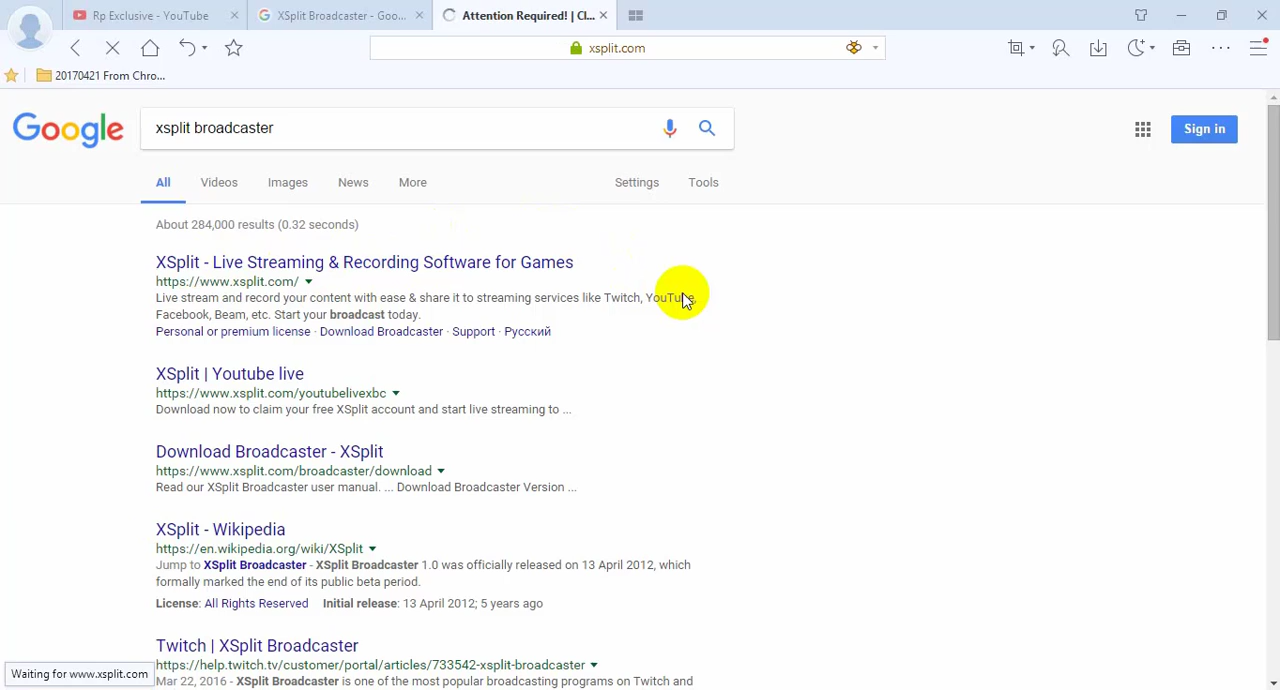 Rp Exclusive - YouTube
XSplit Broadcaster - Goo...
Attention Required! | Cl...
xsplit.com
20170421 From Chro...
Google
xsplit broadcaster
Sign in
All Videos Images News More Settings Tools
About 284,000 results (0.32 seconds)
XSplit - Live Streaming & Recording Software for Games
https://www.xsplit.com/
Live stream and record your content with ease & share it to streaming services like Twitch, YouTube,
Facebook, Beam, etc. Start your broadcast today.
Personal or premium license · Download Broadcaster · Support · Русский
XSplit | Youtube live
https://www.xsplit.com/youtubelivexbc
Download now to claim your free XSplit account and start live streaming to ...
Download Broadcaster - XSplit
https://www.xsplit.com/broadcaster/download
Read our XSplit Broadcaster user manual. ... Download Broadcaster Version ...
XSplit - Wikipedia
https://en.wikipedia.org/wiki/XSplit
Jump to XSplit Broadcaster - XSplit Broadcaster 1.0 was officially released on 13 April 2012, which
formally marked the end of its public beta period.
License: All Rights Reserved Initial release: 13 April 2012; 5 years ago
Twitch | XSplit Broadcaster
https://help.twitch.tv/customer/portal/articles/733542-xsplit-broadcaster
Mar 22, 2016 - XSplit Broadcaster is one of the most popular broadcasting programs on Twitch and
Waiting for www.xsplit.com